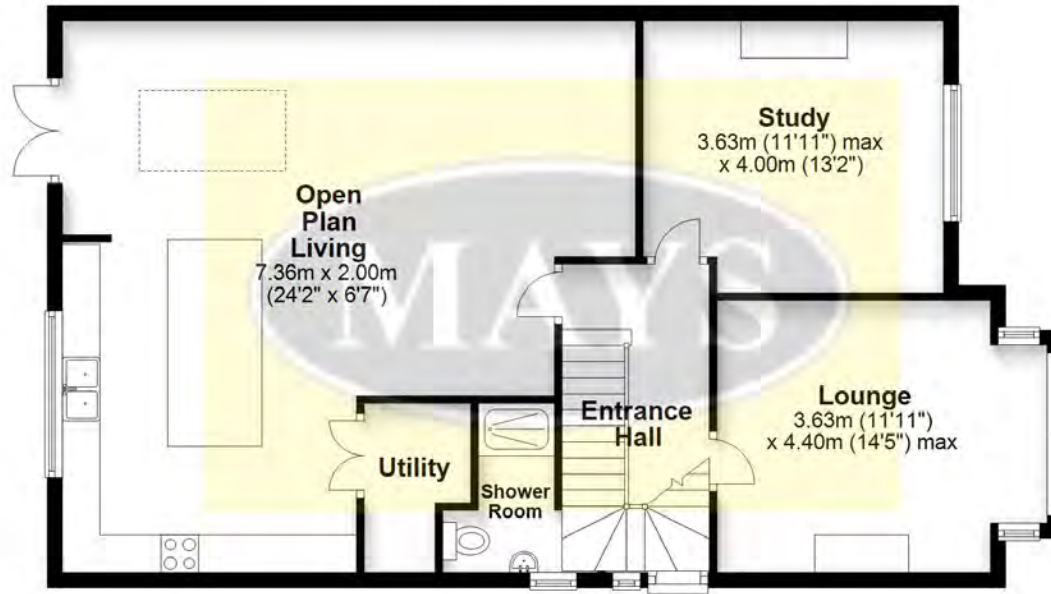 Study
3.63m (11'11") max
x 4.00m (13'2")
Open
Plan
Living
7.36m x 2.00m
(24'2" x 6'7")
MAYS
Lounge
3.63m (11'11")
x 4.40m (14'5") max
Entrance
Hall
Utility
Shower
Room